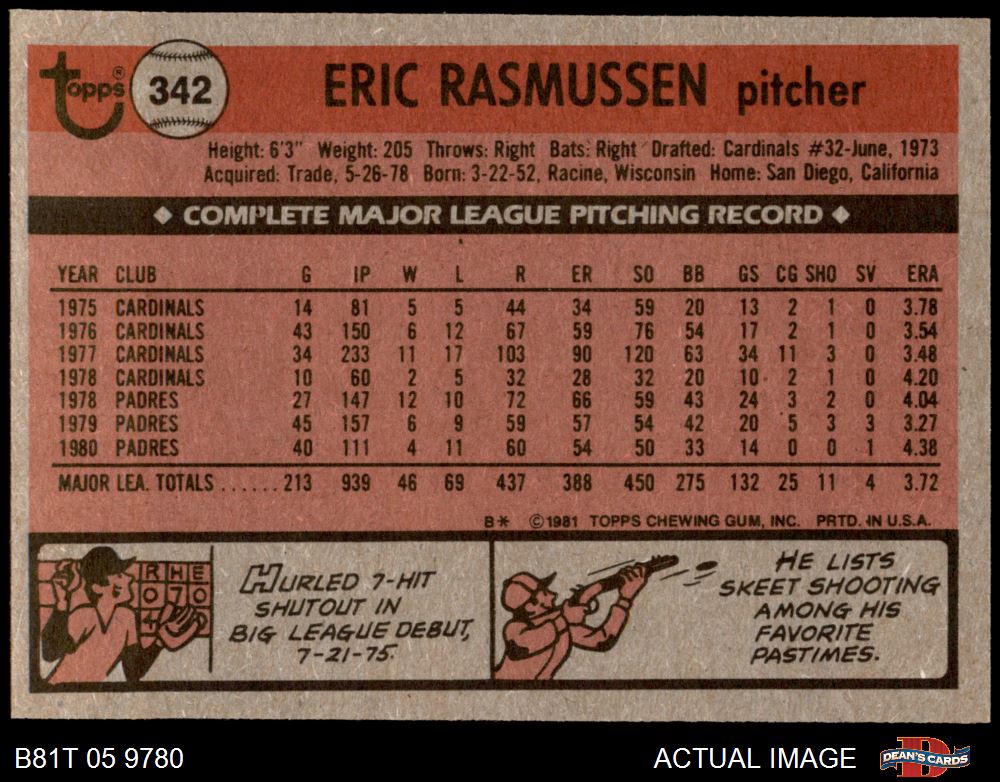 Topps®
342
ERIC RASMUSSEN pitcher
Height: 6'3" Weight: 205 Throws: Right Bats: Right Drafted: Cardinals #32-June, 1973
Acquired: Trade, 5-26-78 Born: 3-22-52, Racine, Wisconsin Home: San Diego, California
◆ COMPLETE MAJOR LEAGUE PITCHING RECORD ◆
YEAR CLUB G IP W L R ER SO BB GS CG SHO SV ERA
1975 CARDINALS 14 81 5 5 44 34 59 20 13 2 1 0 3.78
1976 CARDINALS 43 150 6 12 67 59 76 54 17 2 1 0 3.54
1977 CARDINALS 34 233 11 17 103 90 120 63 34 11 3 0 3.48
1978 CARDINALS 10 60 2 5 32 28 32 20 10 2 1 0 4.20
1978 PADRES 27 147 12 10 72 66 59 43 24 3 2 0 4.04
1979 PADRES 45 157 6 9 59 57 54 42 20 5 3 3 3.27
1980 PADRES 40 111 4 11 60 54 50 33 14 0 0 1 4.38
MAJOR LEA. TOTALS ...... 213 939 46 69 437 388 450 275 132 25 11 4 3.72
B* ©1981 TOPPS CHEWING GUM, INC. PRTD. IN U.S.A.
R H E
0 7 0
4
HURLED 7-HIT
SHUTOUT IN
BIG LEAGUE DEBUT,
7-21-75.
HE LISTS
SKEET SHOOTING
AMONG HIS
FAVORITE
PASTIMES.
B81T 05 9780
ACTUAL IMAGE
DEAN'S CARDS